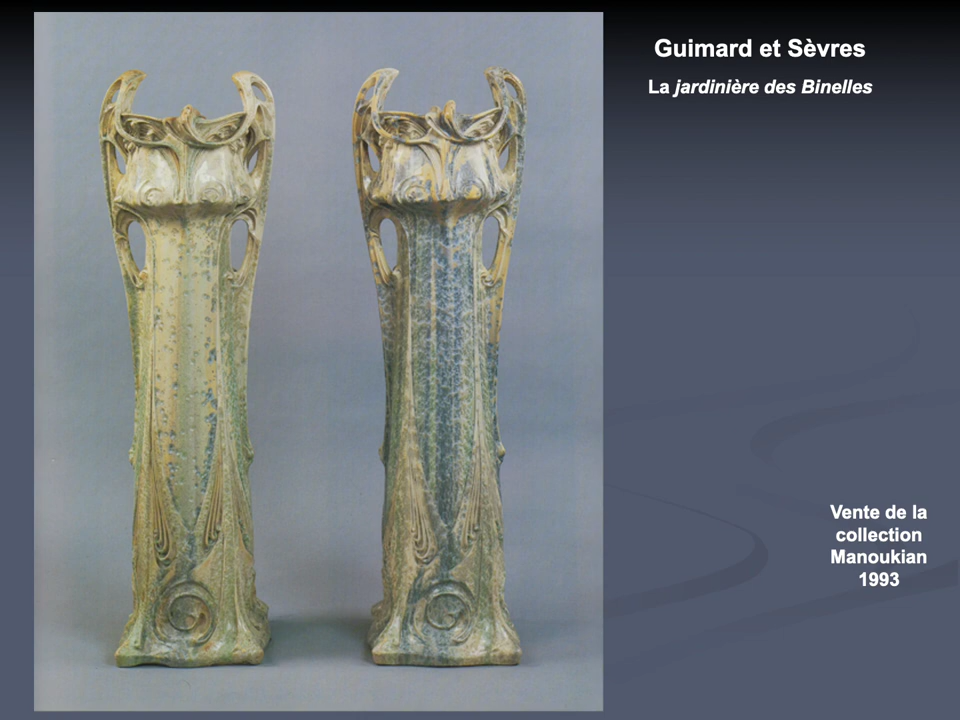 Guimard et Sèvres
La jardinière des Binelles
Vente de la
collection
Manoukian
1993